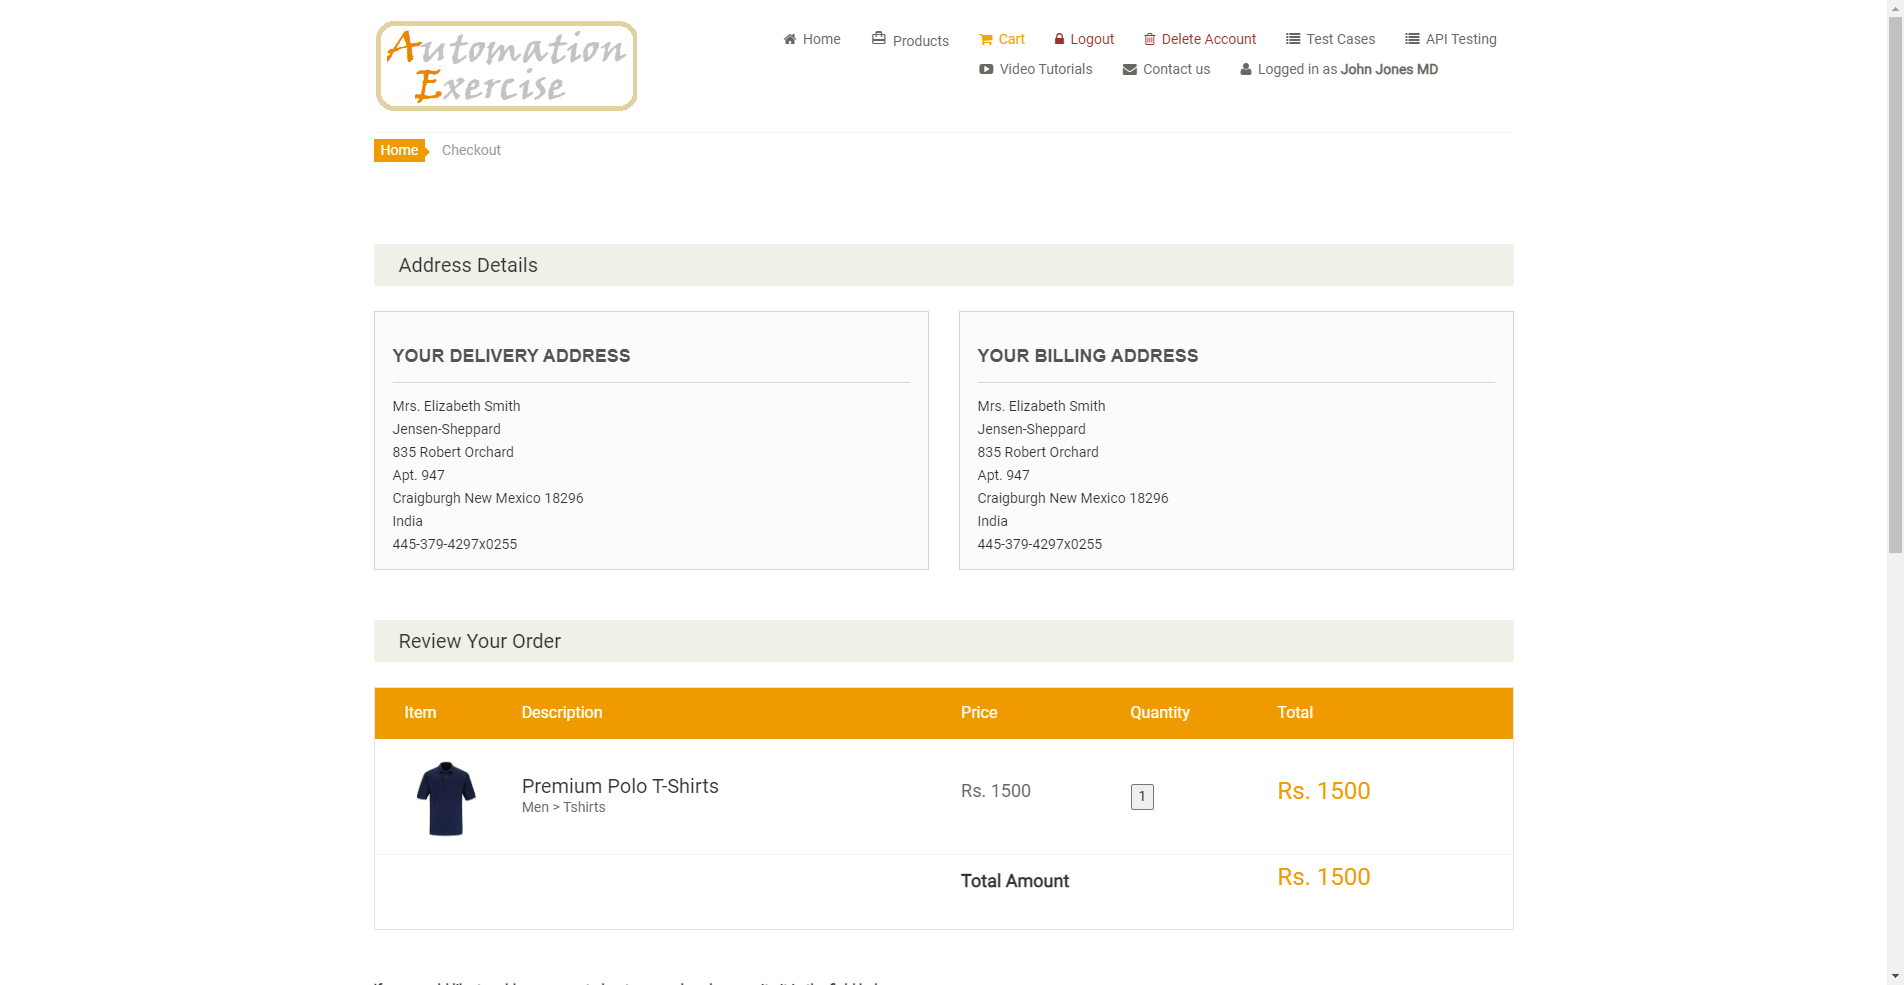 Automation
Exercise
Home
Products
Cart
Logout
Delete Account
Test Cases
API Testing
Video Tutorials
Contact us
Logged in as John Jones MD
Home
Checkout
Address Details
YOUR DELIVERY ADDRESS
Mrs. Elizabeth Smith
Jensen-Sheppard
835 Robert Orchard
Apt. 947
Craigburgh New Mexico 18296
India
445-379-4297x0255
YOUR BILLING ADDRESS
Mrs. Elizabeth Smith
Jensen-Sheppard
835 Robert Orchard
Apt. 947
Craigburgh New Mexico 18296
India
445-379-4297x0255
Review Your Order
Item Description Price Quantity Total
Premium Polo T-Shirts
Men > Tshirts
Rs. 1500
1
Rs. 1500
Total Amount
Rs. 1500